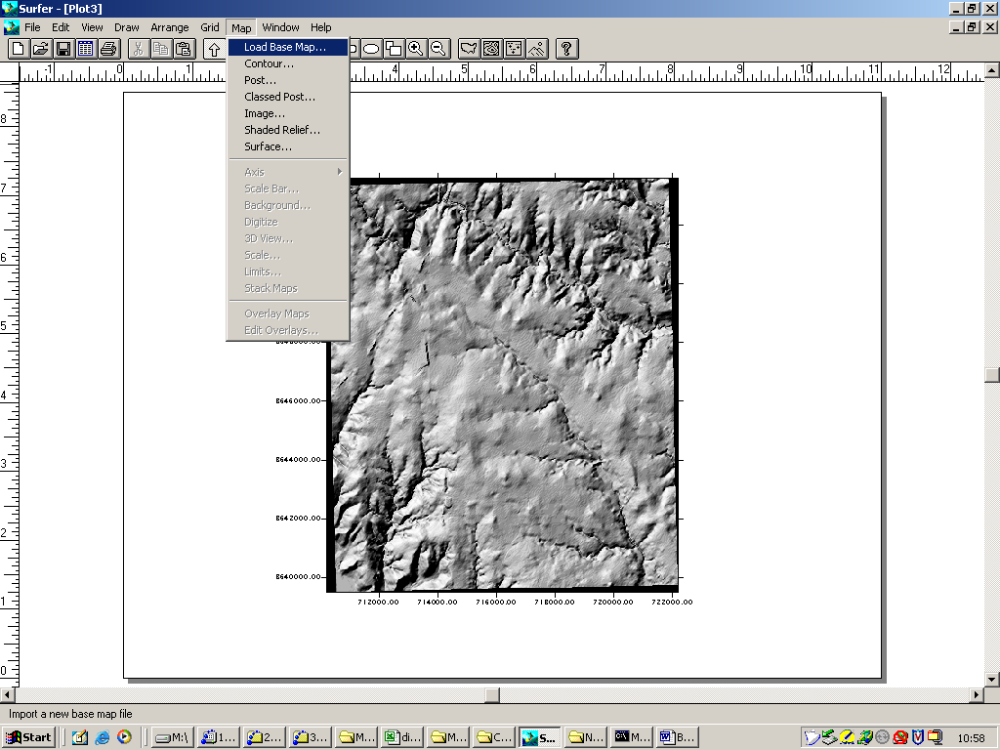 Surfer - [Plot3]
File Edit View Draw Arrange Grid Map Window Help
-1 0 4 5 6 7 8 9 10 11 12
Load Base Map...
Contour...
Post...
Classed Post...
Image...
Shaded Relief...
Surface...
Axis
Scale Bar...
Background...
Digitize
3D View...
Scale...
Limits...
Stack Maps
Overlay Maps
Edit Overlays...
8
7
6
5
4
3
2
1
0
8646000.00
8644000.00
8642000.00
8640000.00
712000.00 714000.00 716000.00 718000.00 720000.00 722000.00
Import a new base map file
Start M:\ 1... 2... 3... M... di... M... C... S... N... M... B... 10:58